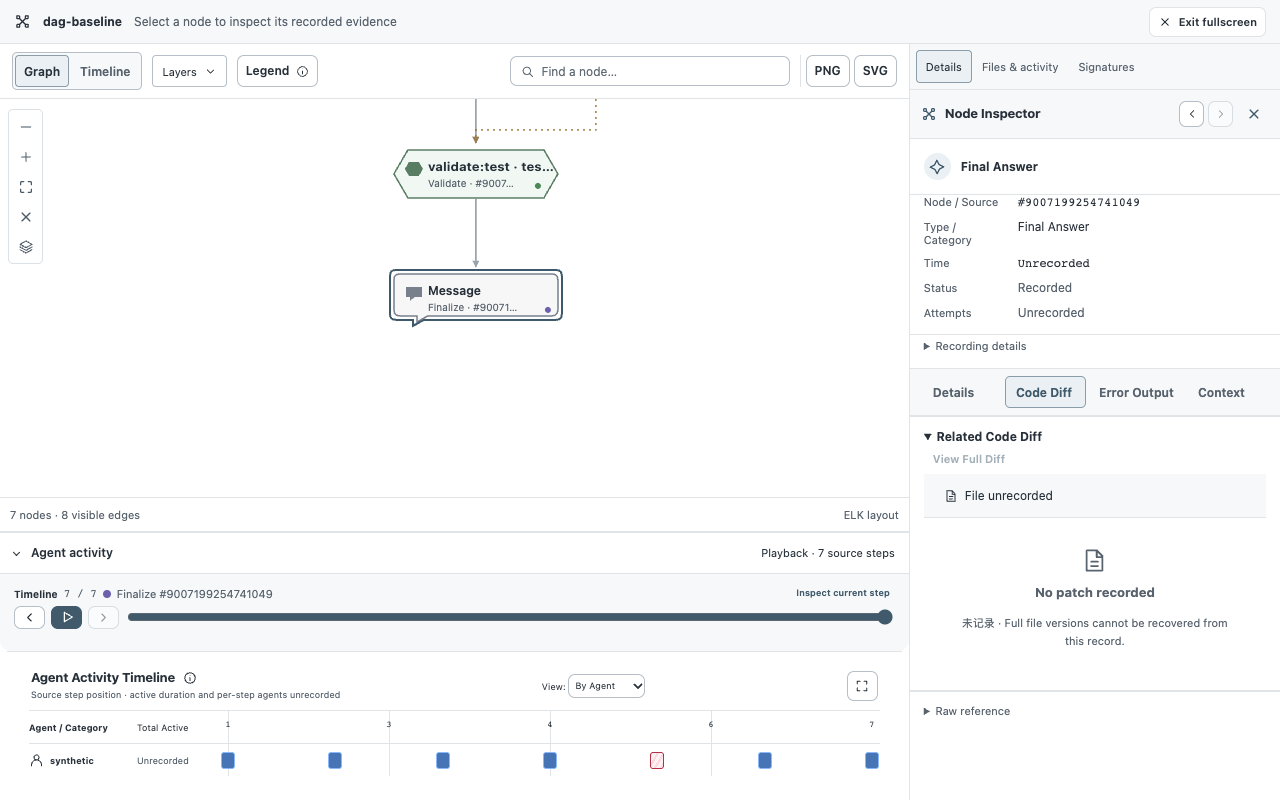 dag-baseline Select a node to inspect its recorded evidence
Exit fullscreen
Graph Timeline
Layers
Legend
Find a node...
PNG SVG
validate:test · tes...
Validate · #9007...
Message
Finalize · #90071...
7 nodes · 8 visible edges
ELK layout
Agent activity
Playback · 7 source steps
Timeline 7 / 7 Finalize #9007199254741049
Inspect current step
Agent Activity Timeline
Source step position · active duration and per-step agents unrecorded
View: By Agent
Agent / Category Total Active 1 3 4 6 7
synthetic Unrecorded
Details Files & activity Signatures
Node Inspector
Final Answer
Node / Source #9007199254741049
Type / Category Final Answer
Time Unrecorded
Status Recorded
Attempts Unrecorded
Recording details
Details Code Diff Error Output Context
Related Code Diff
View Full Diff
File unrecorded
No patch recorded
未记录 · Full file versions cannot be recovered from
this record.
Raw reference